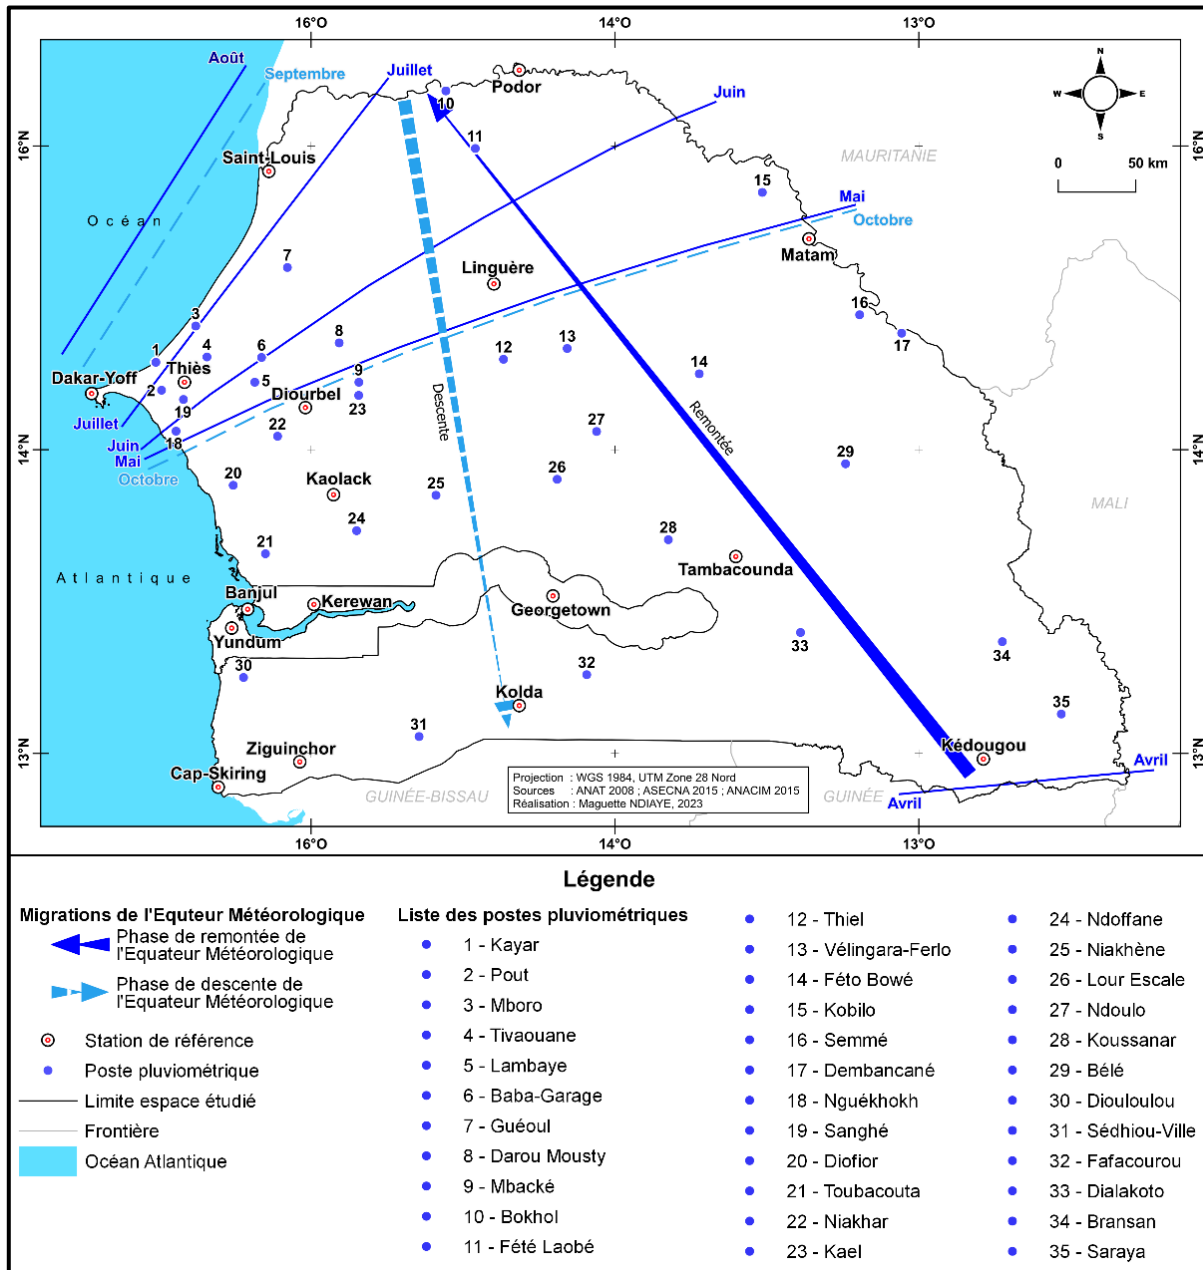 16°O
14°O
13°O
Août
Septembre
Juillet
Podor
N
W
E
S
10
Juin
16°N
16°N
11
Saint-Louis
MAURITANIE
0
50 km
15
Mai
Océan
Octobre
Matam
7
Linguère
16
17
3
8
13
1
4
6
12
14
Thiès
Dakar-Yoff
2
5
9
19
Diourbel
23
Descente
Juillet
22
27
Remontée
14°N
18
14°N
Juin
Mai
Octobre
29
20
Kaolack
25
26
MALI
24
28
21
Tambacounda
Atlantique
Banjul
Kerewan
Georgetown
Yundum
33
34
30
32
Kolda
35
31
Ziguinchor
Kédougou
13°N
13°N
Cap-Skiring
Avril
Avril
GUINÉE-BISSAU
GUINÉE
Projection : WGS 1984, UTM Zone 28 Nord
Sources : ANAT 2008 ; ASECNA 2015 ; ANACIM 2015
Réalisation : Maguette NDIAYE, 2023
16°O
14°O
13°O
Légende
Migrations de l'Equteur Météorologique
Phase de remontée de
l'Equateur Météorologique
Phase de descente de
l'Equateur Météorologique
Station de référence
Poste pluviométrique
Limite espace étudié
Frontière
Océan Atlantique
Liste des postes pluviométriques
1 - Kayar
2 - Pout
3 - Mboro
4 - Tivaouane
5 - Lambaye
6 - Baba-Garage
7 - Guéoul
8 - Darou Mousty
9 - Mbacké
10 - Bokhol
11 - Fété Laobé
12 - Thiel
13 - Vélingara-Ferlo
14 - Féto Bowé
15 - Kobilo
16 - Semmé
17 - Dembancané
18 - Nguékhokh
19 - Sanghé
20 - Diofior
21 - Toubacouta
22 - Niakhar
23 - Kael
24 - Ndoffane
25 - Niakhène
26 - Lour Escale
27 - Ndoulo
28 - Koussanar
29 - Bélé
30 - Diouloulou
31 - Sédhiou-Ville
32 - Fafacourou
33 - Dialakoto
34 - Bransan
35 - Saraya